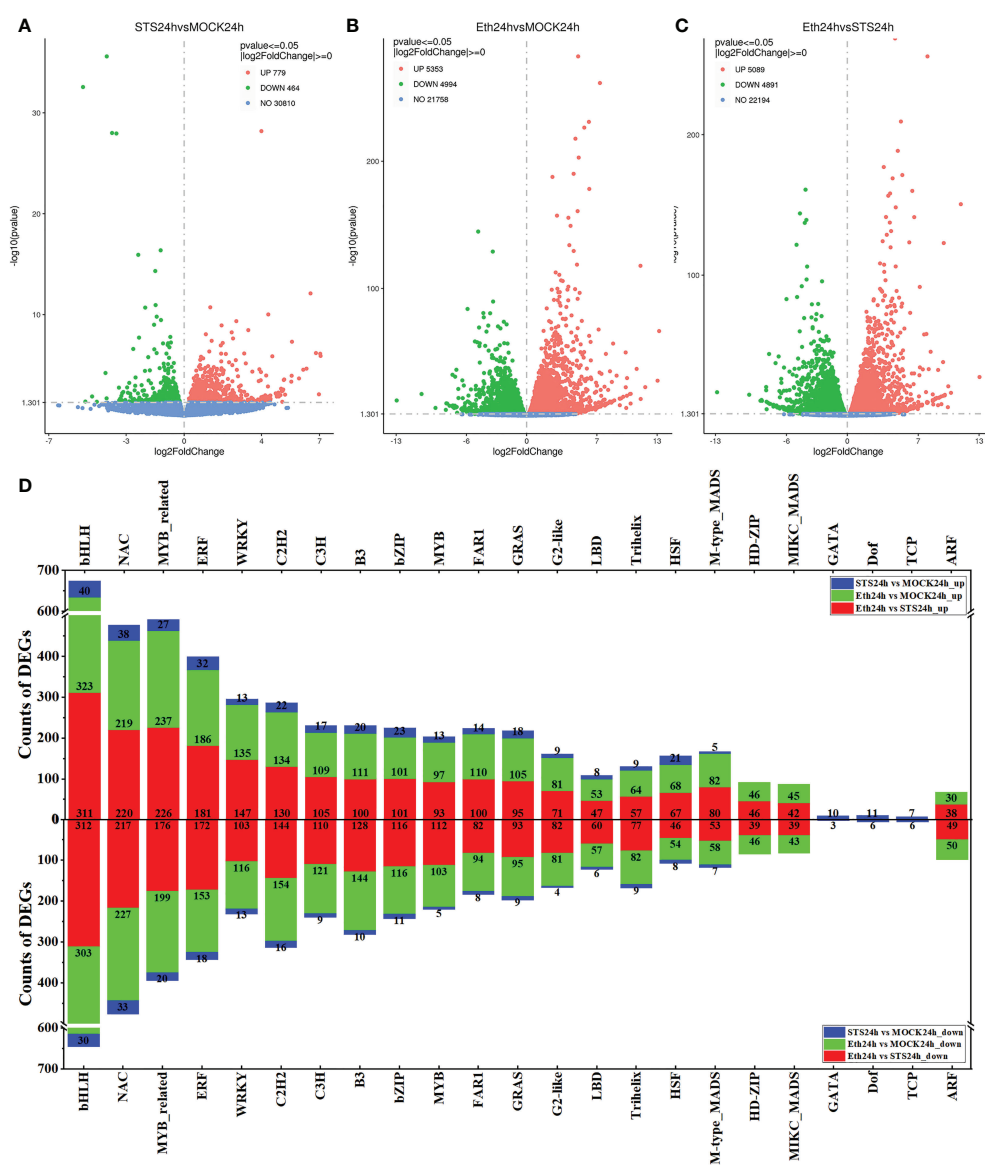 A
STS24hvsMOCK24h
pvalue<=0.05
|log2FoldChange|>=0
UP 779
DOWN 464
NO 30810
-log10(pvalue)
30
20
10
1.301
-7
-3
0
4
7
log2FoldChange
B
Eth24hvsMOCK24h
pvalue<=0.05
|log2FoldChange|>=0
UP 5353
DOWN 4994
NO 21758
-log10(pvalue)
200
100
1.301
-13
-6
0
7
13
log2FoldChange
C
Eth24hvsSTS24h
pvalue<=0.05
|log2FoldChange|>=0
UP 5089
DOWN 4891
NO 22194
200
100
1.301
-13
-6
0
7
13
log2FoldChange
D
bHLH NAC MYB_related ERF WRKY C2H2 C3H B3 bZIP MYB FAR1 GRAS G2-like LBD Trihelix HSF M-type_MADS HD-ZIP MIKC_MADS GATA Dof TCP ARF
STS24h vs MOCK24h_up
Eth24h vs MOCK24h_up
Eth24h vs STS24h_up
Counts of DEGs
700
600
400
300
200
100
0
100
200
300
400
600
700
Counts of DEGs
40 38 27 32 13 22 17 20 23 13 14 18 9 8 9 21 5 10 11 7
323 219 237 186 135 134 109 111 101 97 110 105 81 53 64 68 82 46 45 30
311 220 226 181 147 130 105 100 101 93 100 95 71 47 57 67 80 46 42 38
312 217 176 172 103 144 110 128 116 112 82 93 82 60 77 46 53 39 39 3 6 6 49
303 227 199 153 116 154 121 144 116 103 94 95 81 57 82 54 58 46 43 50
30 33 20 18 13 16 9 10 11 5 8 9 4 6 9 8 7
STS24h vs MOCK24h_down
Eth24h vs MOCK24h_down
Eth24h vs STS24h_down
bHLH NAC MYB_related ERF WRKY C2H2 C3H B3 bZIP MYB FAR1 GRAS G2-like LBD Trihelix HSF M-type_MADS HD-ZIP MIKC_MADS GATA Dof TCP ARF